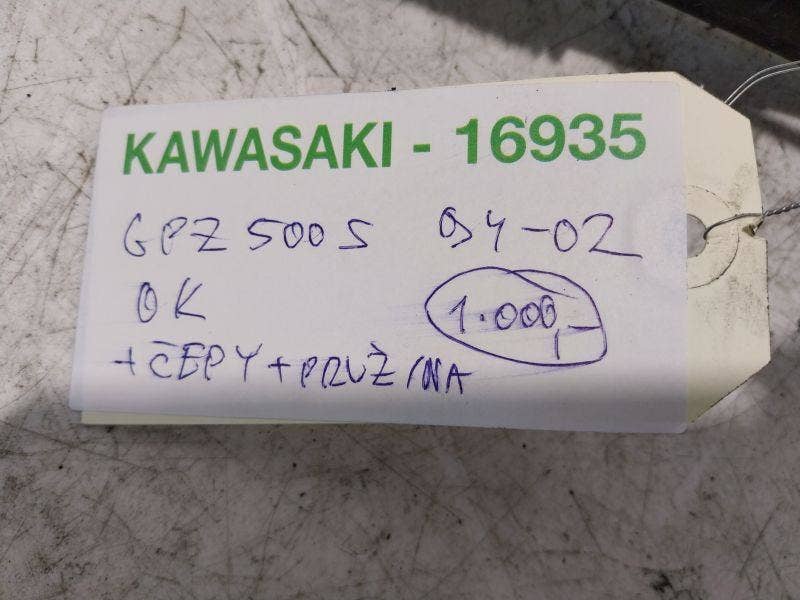 KAWASAKI - 16935
GPZ 500 S 94-02
OK 1.000,-
+ČEPY+PRUŽINA